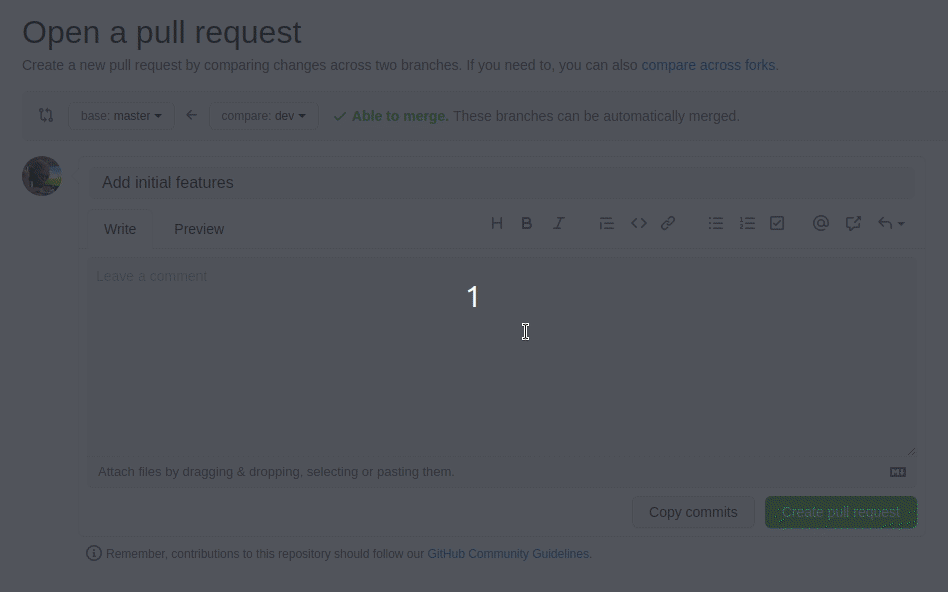 Open a pull request
Create a new pull request by comparing changes across two branches. If you need to, you can also compare across forks.
base: master compare: dev Able to merge. These branches can be automatically merged.
Add initial features
Write Preview H B I
Leave a comment
1
Attach files by dragging & dropping, selecting or pasting them. M
Copy commits Create pull request
Remember, contributions to this repository should follow our GitHub Community Guidelines.